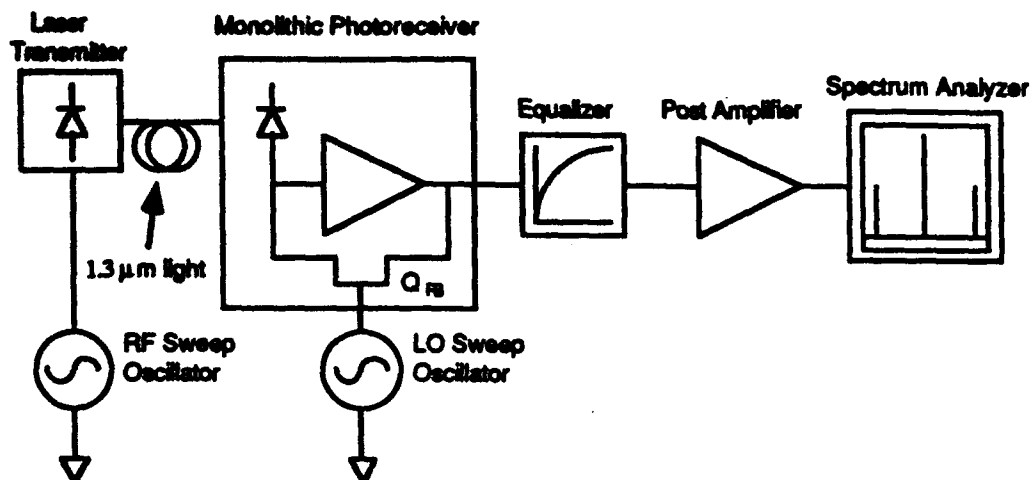 Laser
Transmitter
Monolithic Photoreceiver
Equalizer
Post Amplifier
Spectrum Analyzer
1.3 μm light
Q FB
RF Sweep
Oscillator
LO Sweep
Oscillator